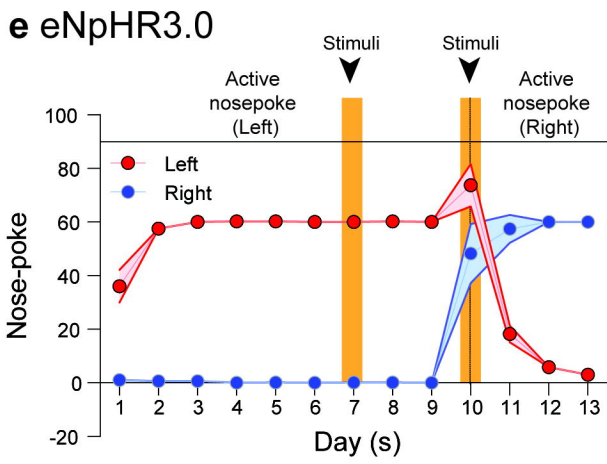 e eNpHR3.0
Stimuli
Stimuli
Active
nosepoke
(Left)
Active
nosepoke
(Right)
Left
Right
Nose-poke
100
80
60
40
20
0
-20
1 2 3 4 5 6 7 8 9 10 11 12 13
Day (s)